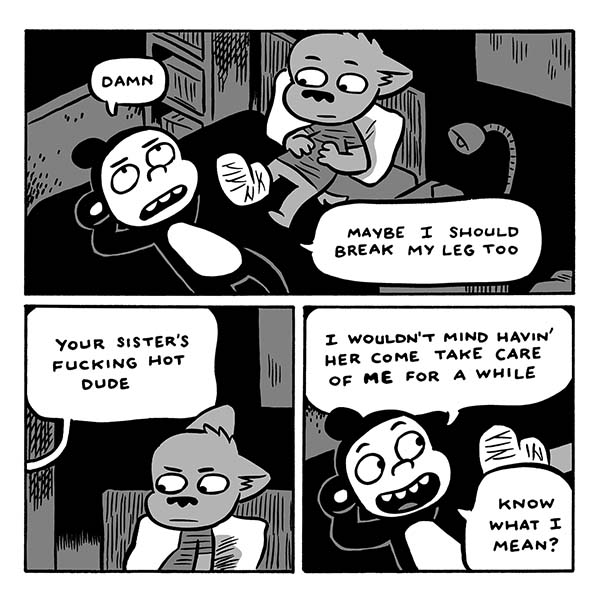 DAMN
MAYBE I SHOULD
BREAK MY LEG TOO
YOUR SISTER'S
FUCKING HOT
DUDE
I WOULDN'T MIND HAVIN'
HER COME TAKE CARE
OF ME FOR A WHILE
KNOW
WHAT I
MEAN?